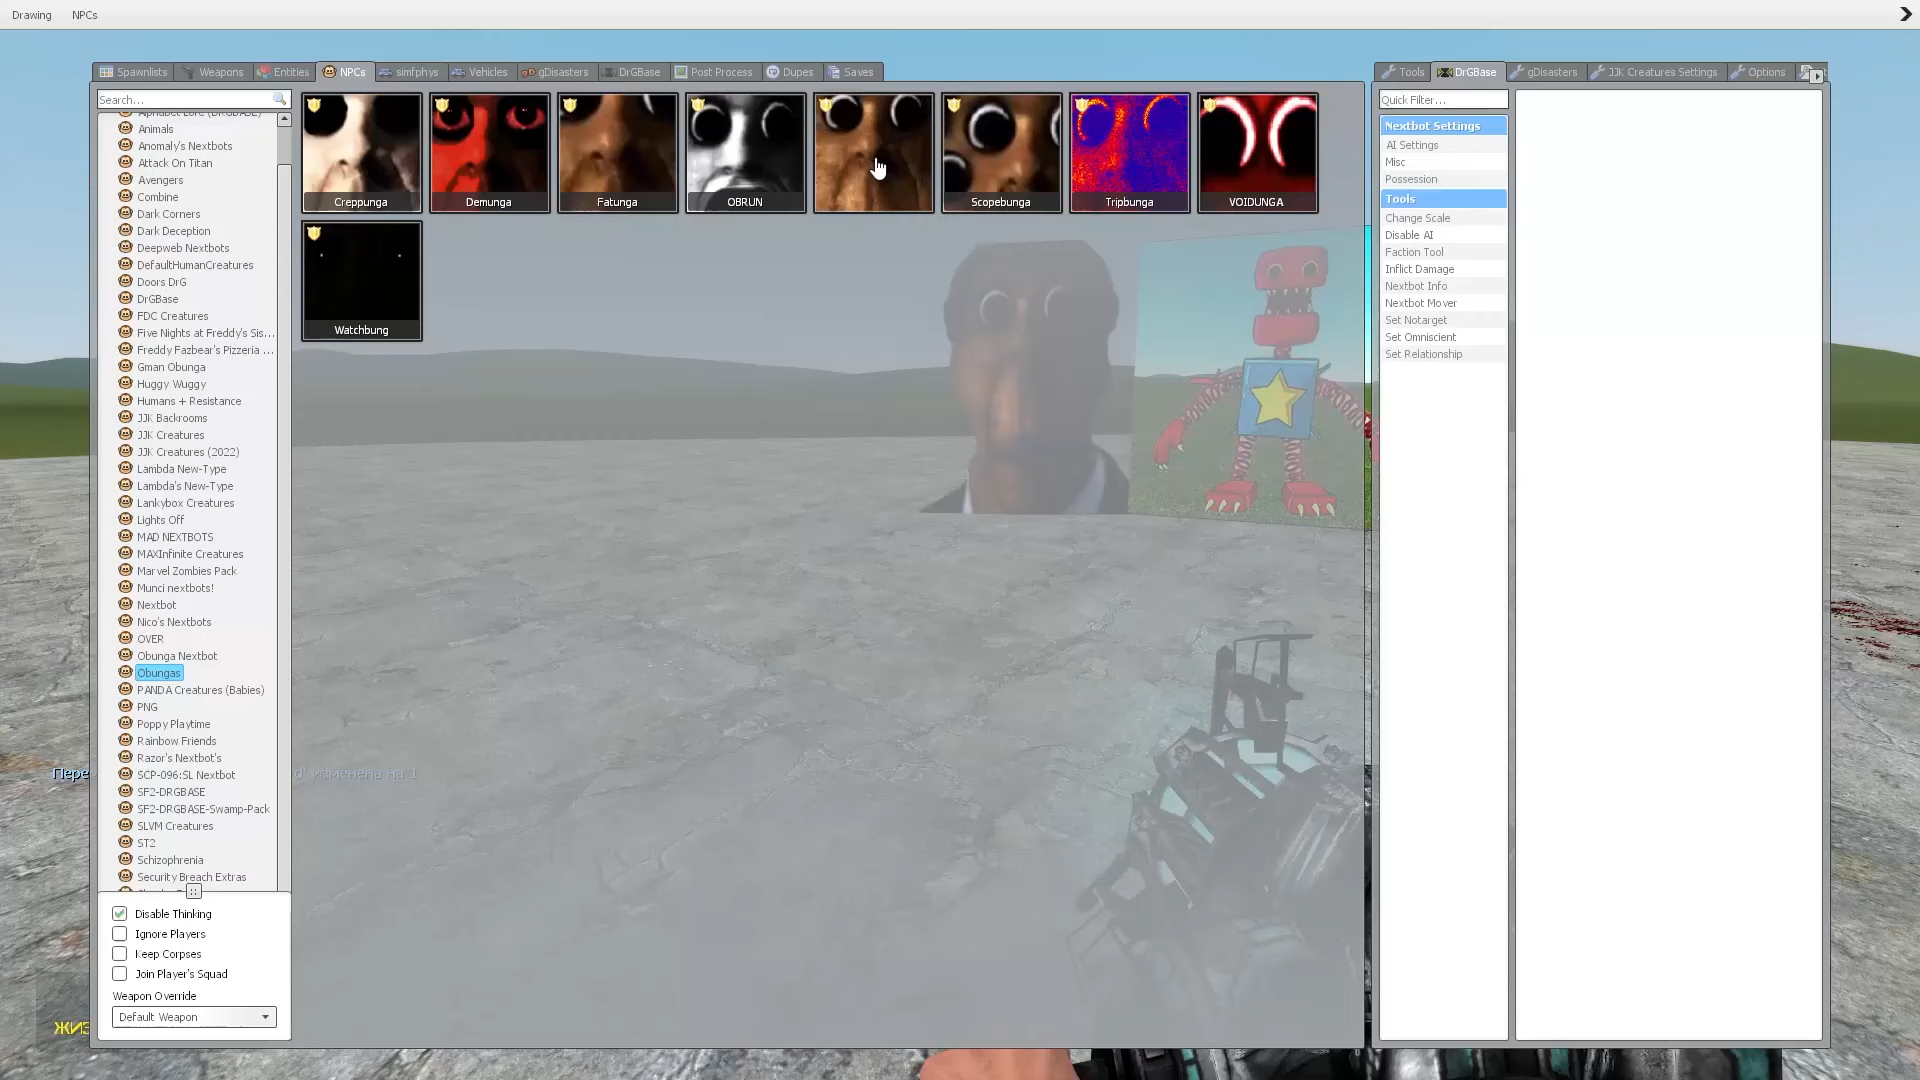 Drawing NPCs
Spawnlists Weapons Entities NPCs simfphys Vehicles gDisasters DrGBase Post Process Dupes Saves
Tools DrGBase gDisasters JJK Creatures Settings Options
Search...
Quick Filter...
Alphabet Lore (DRGBASE)
Animals
Anomaly's Nextbots
Attack On Titan
Avengers
Combine
Dark Corners
Dark Deception
Deepweb Nextbots
DefaultHumanCreatures
Doors DrG
DrGBase
FDC Creatures
Five Nights at Freddy's Sis...
Freddy Fazbear's Pizzeria ...
Gman Obunga
Huggy Wuggy
Humans + Resistance
JJK Backrooms
JJK Creatures
JJK Creatures (2022)
Lambda New-Type
Lambda's New-Type
Lankybox Creatures
Lights Off
MAD NEXTBOTS
MAXInfinite Creatures
Marvel Zombies Pack
Munci nextbots!
Nextbot
Nico's Nextbots
OVER
Obunga Nextbot
Obungas
PANDA Creatures (Babies)
PNG
Poppy Playtime
Rainbow Friends
Razor's Nextbot's
SCP-096:SL Nextbot
SF2-DRGBASE
SF2-DRGBASE-Swamp-Pack
SLVM Creatures
ST2
Schizophrenia
Security Breach Extras
Disable Thinking
Ignore Players
Keep Corpses
Join Player's Squad
Weapon Override
Default Weapon
Creppunga Demunga Fatunga OBRUN Scopebunga Tripbunga VOIDUNGA
Watchbung
Nextbot Settings
AI Settings
Misc
Possession
Tools
Change Scale
Disable AI
Faction Tool
Inflict Damage
Nextbot Info
Nextbot Mover
Set Notarget
Set Omniscient
Set Relationship
Пере d' изменена на 1
ЖИЗ